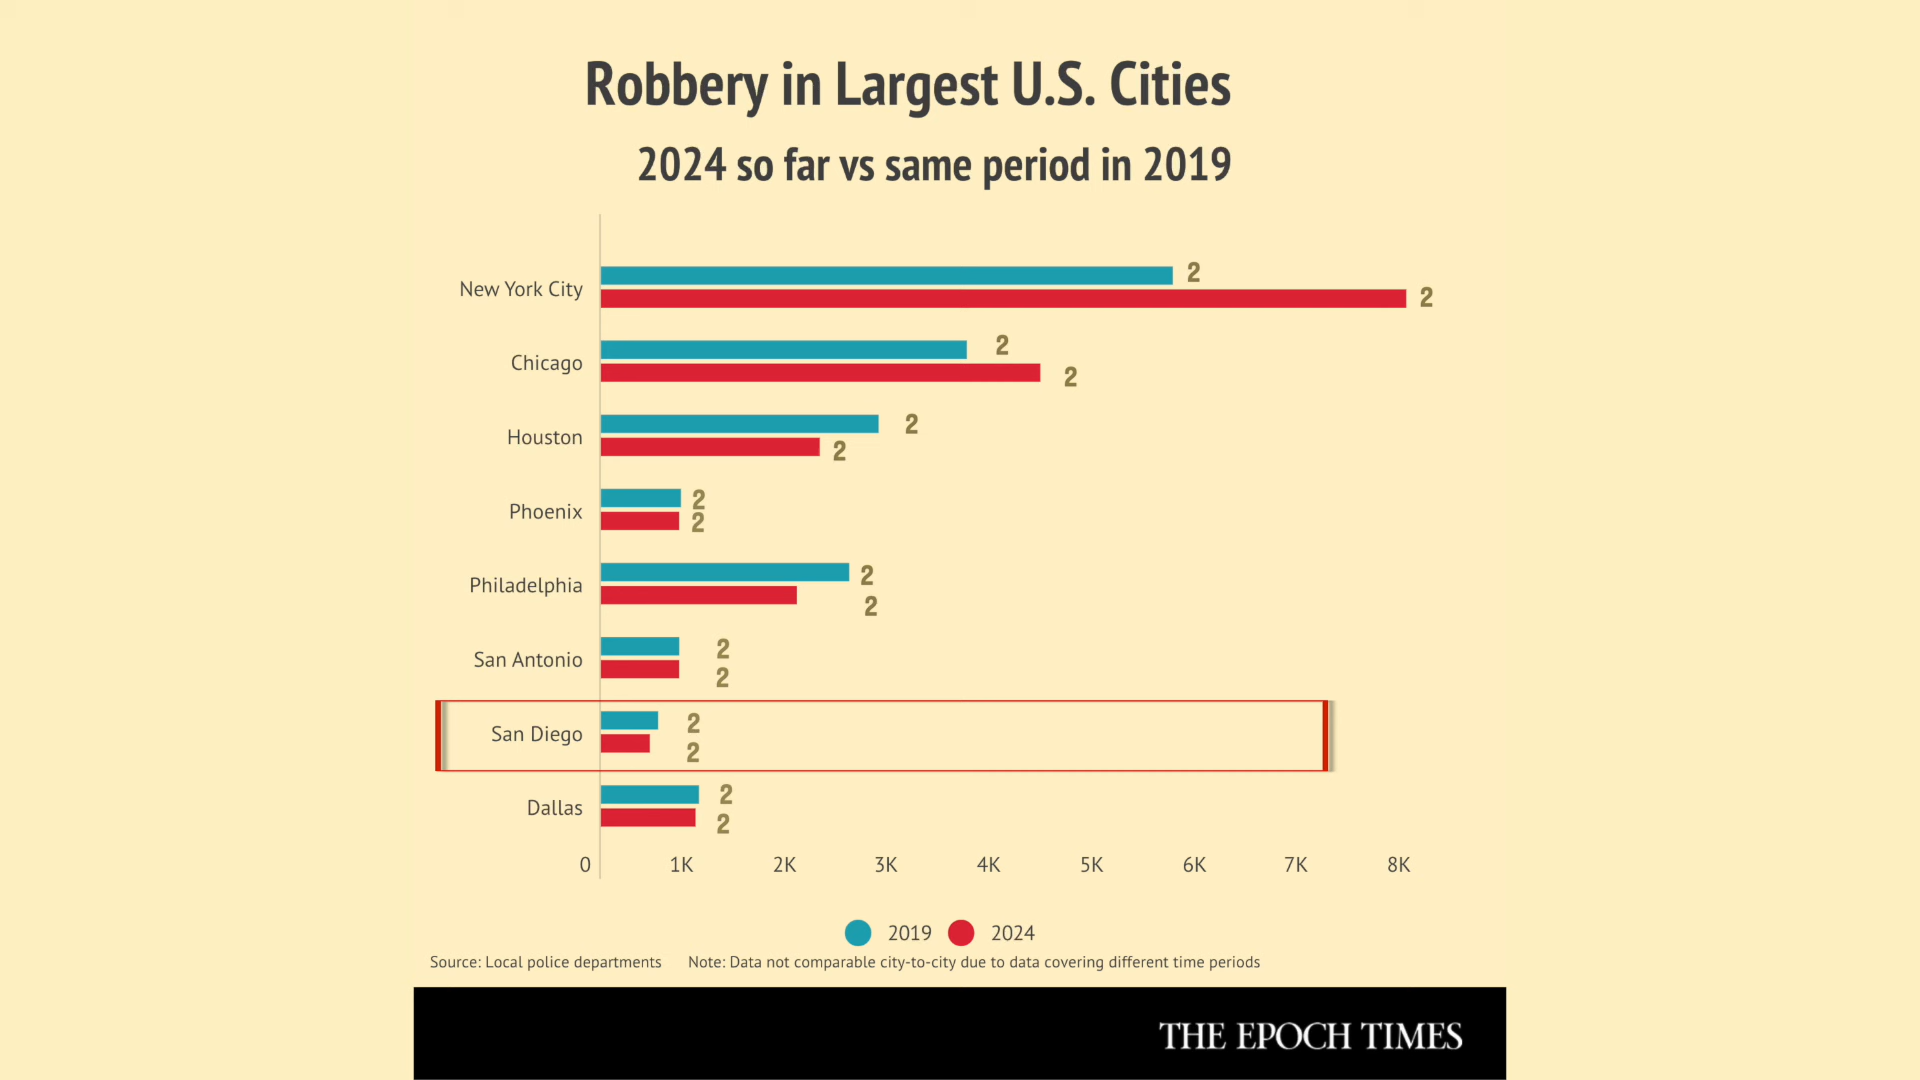 Robbery in Largest U.S. Cities
2024 so far vs same period in 2019
New York City
2
2
Chicago
2
2
Houston
2
2
Phoenix
2
2
Philadelphia
2
2
San Antonio
2
2
San Diego
2
2
Dallas
2
2
0 1K 2K 3K 4K 5K 6K 7K 8K
2019 2024
Source: Local police departments Note: Data not comparable city-to-city due to data covering different time periods
THE EPOCH TIMES